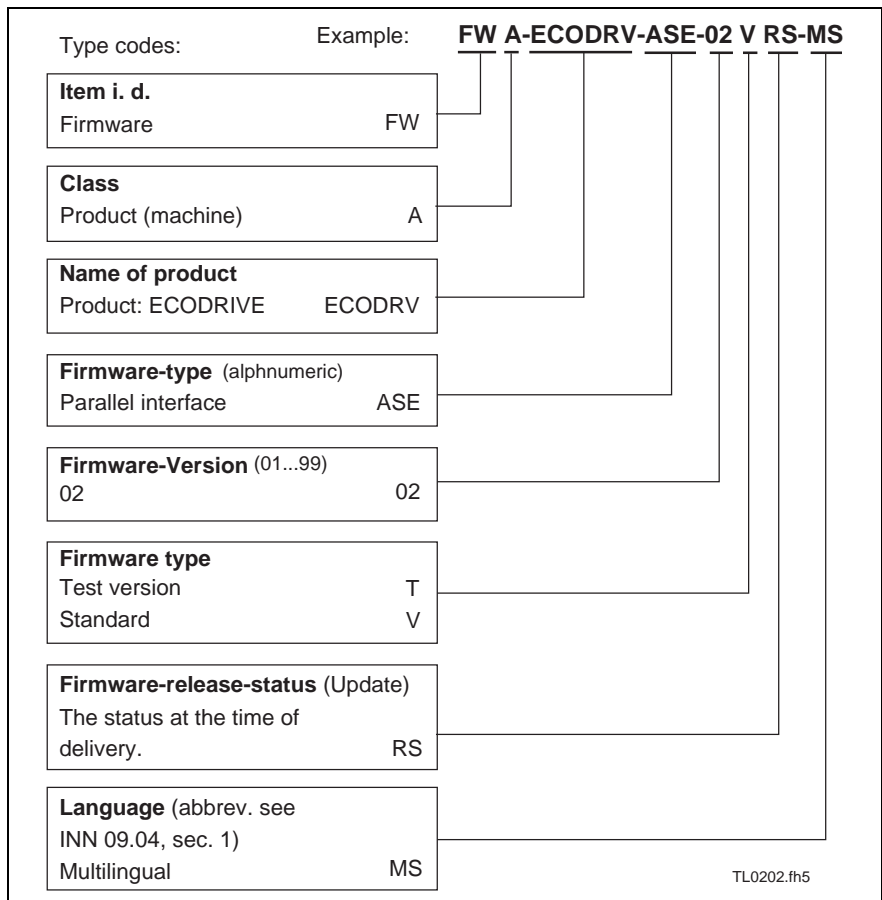 Type codes: Example: FW A-ECODRV-ASE-02 V RS-MS
Item i. d.
Firmware FW
Class
Product (machine) A
Name of product
Product: ECODRIVE ECODRV
Firmware-type (alphnumeric)
Parallel interface ASE
Firmware-Version (01...99)
02 02
Firmware type
Test version T
Standard V
Firmware-release-status (Update)
The status at the time of
delivery. RS
Language (abbrev. see
INN 09.04, sec. 1)
Multilingual MS
TL0202.fh5